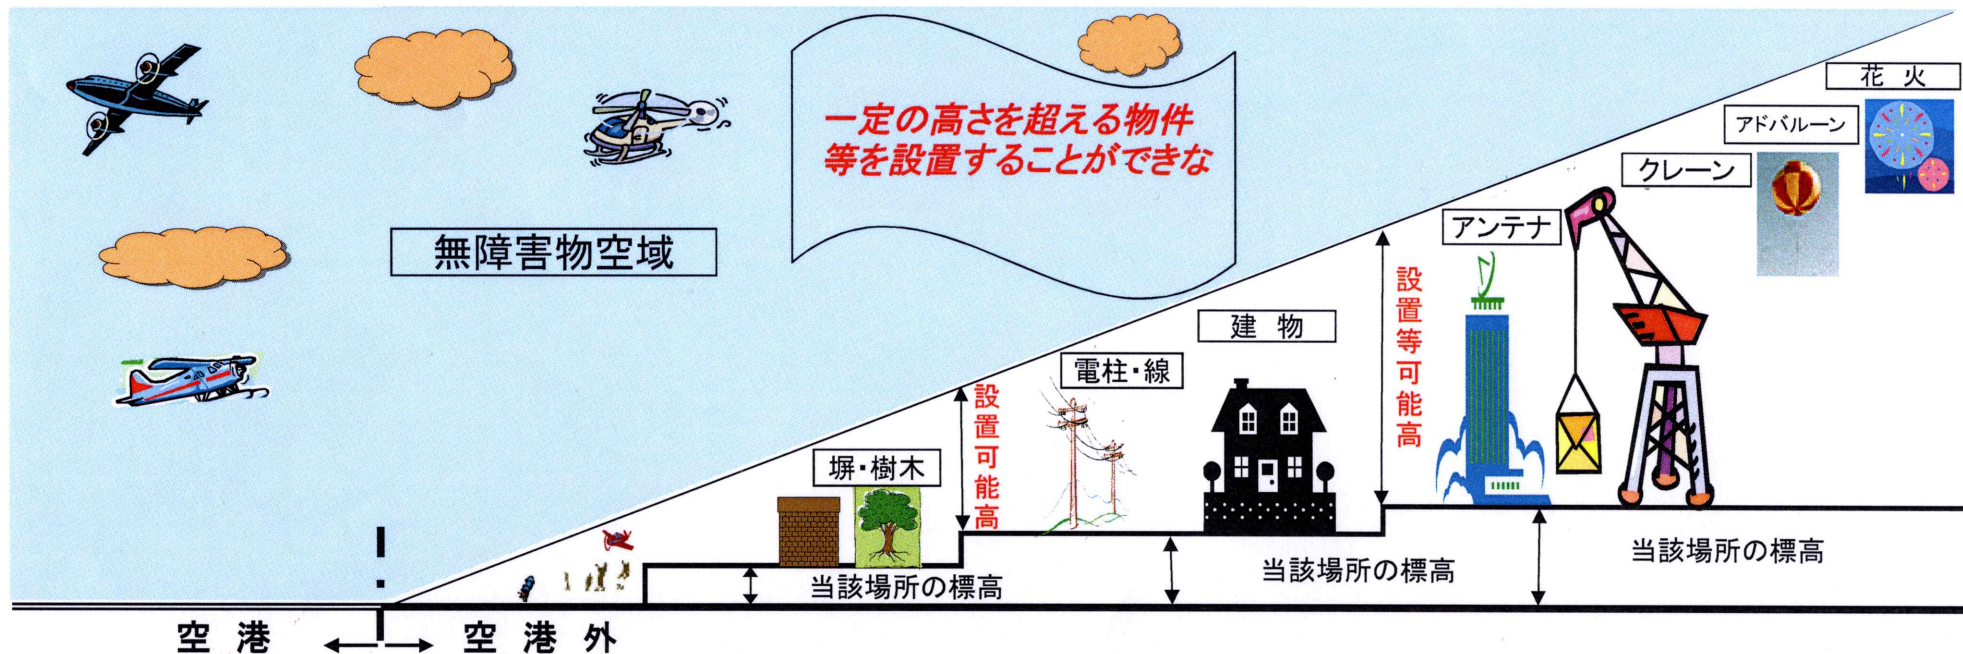 花火
アドバルーン
一定の高さを超える物件
等を設置することができな
クレーン
アンテナ
無障害物空域
設置等可能高
建物
電柱・線
設置可能高
塀・樹木
当該場所の標高
当該場所の標高
当該場所の標高
空港
空港外